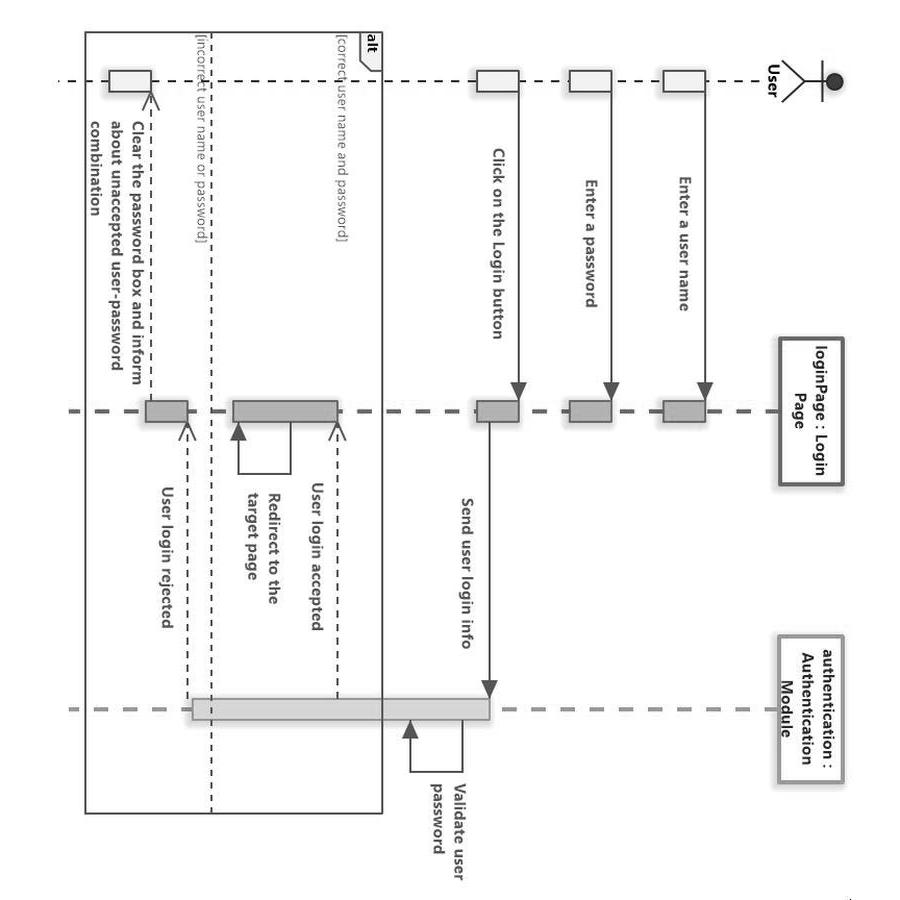 User
loginPage : Login
Page
authentication :
Authentication
Module
Enter a user name
Enter a password
Click on the Login button
Send user login info
Validate user
password
alt
[correct user name and password]
User login accepted
Redirect to the
target page
[incorrect user name or password]
User login rejected
Clear the password box and inform
about unaccepted user-password
combination